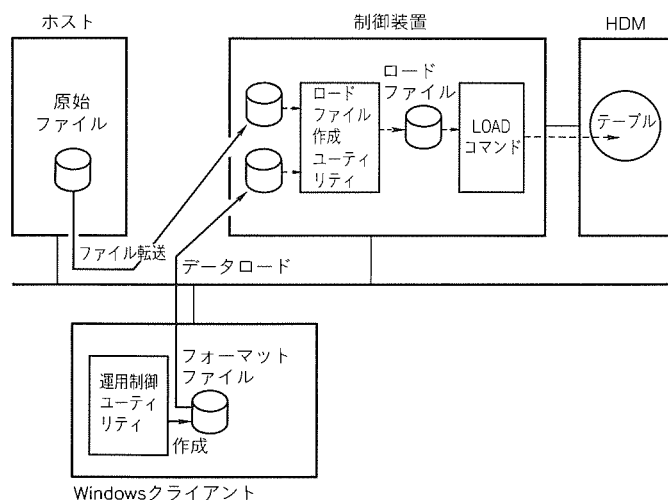 ホスト
制御装置
HDM
原始
ファイル
ロード
ファイル
作成
ユーティ
リティ
ロード
ファイル
LOAD
コマンド
テーブル
ファイル転送
データロード
運用制御
ユーティ
リティ
フォーマット
ファイル
作成
Windowsクライアント